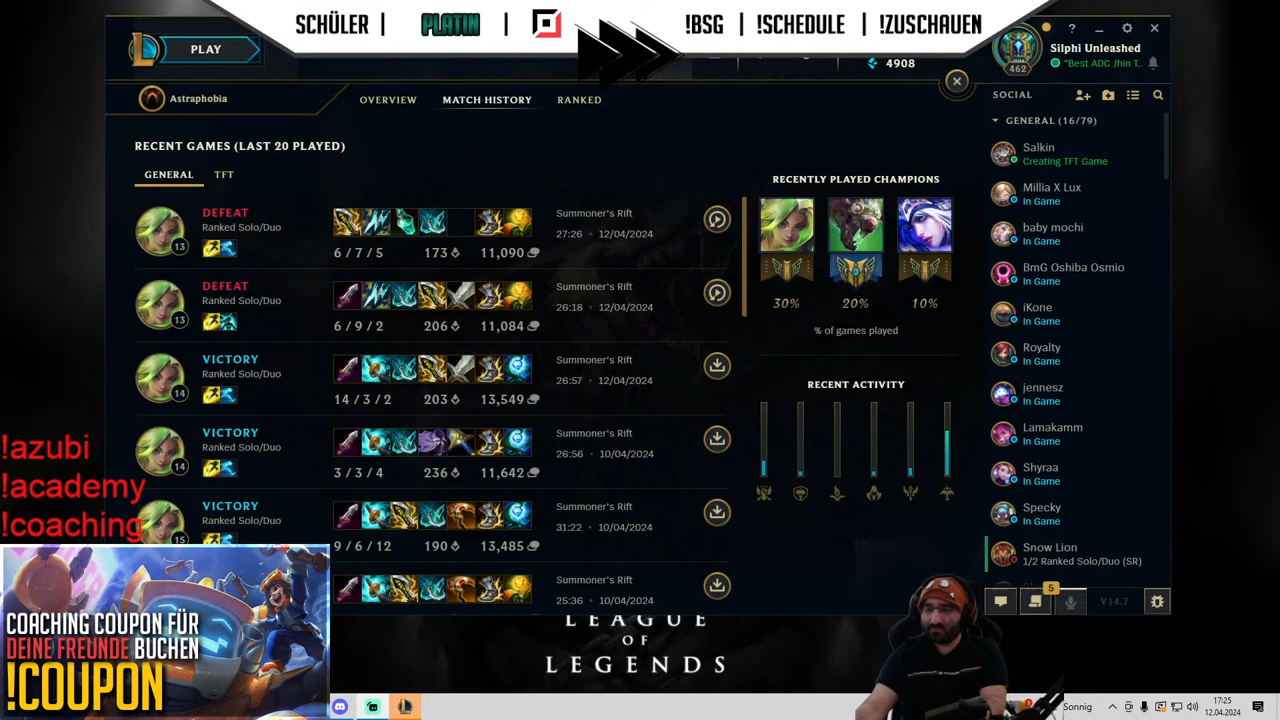 SCHÜLER |
PLATIN
|
!BSG | !SCHEDULE | !ZUSCHAUEN
PLAY
4908
462
Silphi Unleashed
"Best ADC Jhin T..
Astraphobia
OVERVIEW
MATCH HISTORY
RANKED
SOCIAL
GENERAL (16/79)
RECENT GAMES (LAST 20 PLAYED)
GENERAL
TFT
DEFEAT
Ranked Solo/Duo
13
6 / 7 / 5
173
11,090
Summoner's Rift
27:26 • 12/04/2024
DEFEAT
Ranked Solo/Duo
13
6 / 9 / 2
206
11,084
Summoner's Rift
26:18 • 12/04/2024
VICTORY
Ranked Solo/Duo
14
14 / 3 / 2
203
13,549
Summoner's Rift
26:57 • 12/04/2024
VICTORY
Ranked Solo/Duo
14
3 / 3 / 4
236
11,642
Summoner's Rift
26:56 • 10/04/2024
VICTORY
Ranked Solo/Duo
15
9 / 6 / 12
190
13,485
Summoner's Rift
31:22 • 10/04/2024
Summoner's Rift
25:36 • 10/04/2024
RECENTLY PLAYED CHAMPIONS
30%
20%
10%
% of games played
RECENT ACTIVITY
Salkin
Creating TFT Game
Millia X Lux
In Game
baby mochi
In Game
BmG Oshiba Osmio
In Game
iKone
In Game
Royalty
In Game
jennesz
In Game
Lamakamm
In Game
Shyraa
In Game
Specky
In Game
Snow Lion
1/2 Ranked Solo/Duo (SR)
5
V14.7
!azubi
!academy
!coaching
COACHING COUPON FÜR
DEINE FREUNDE BUCHEN
!COUPON
LEAGUE
OF
LEGENDS
Sonnig
17:25
12.04.2024